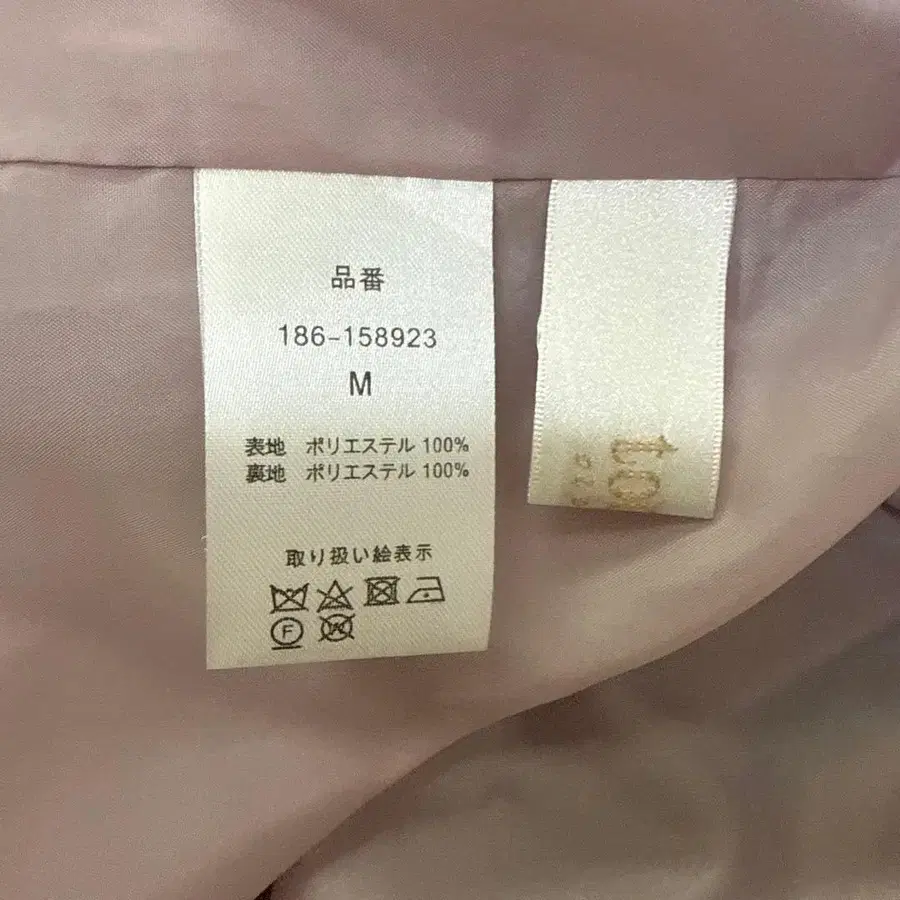 品番
186-158923
M
表地 ポリエステル 100%
裏地 ポリエステル 100%
取り扱い絵表示
F
W